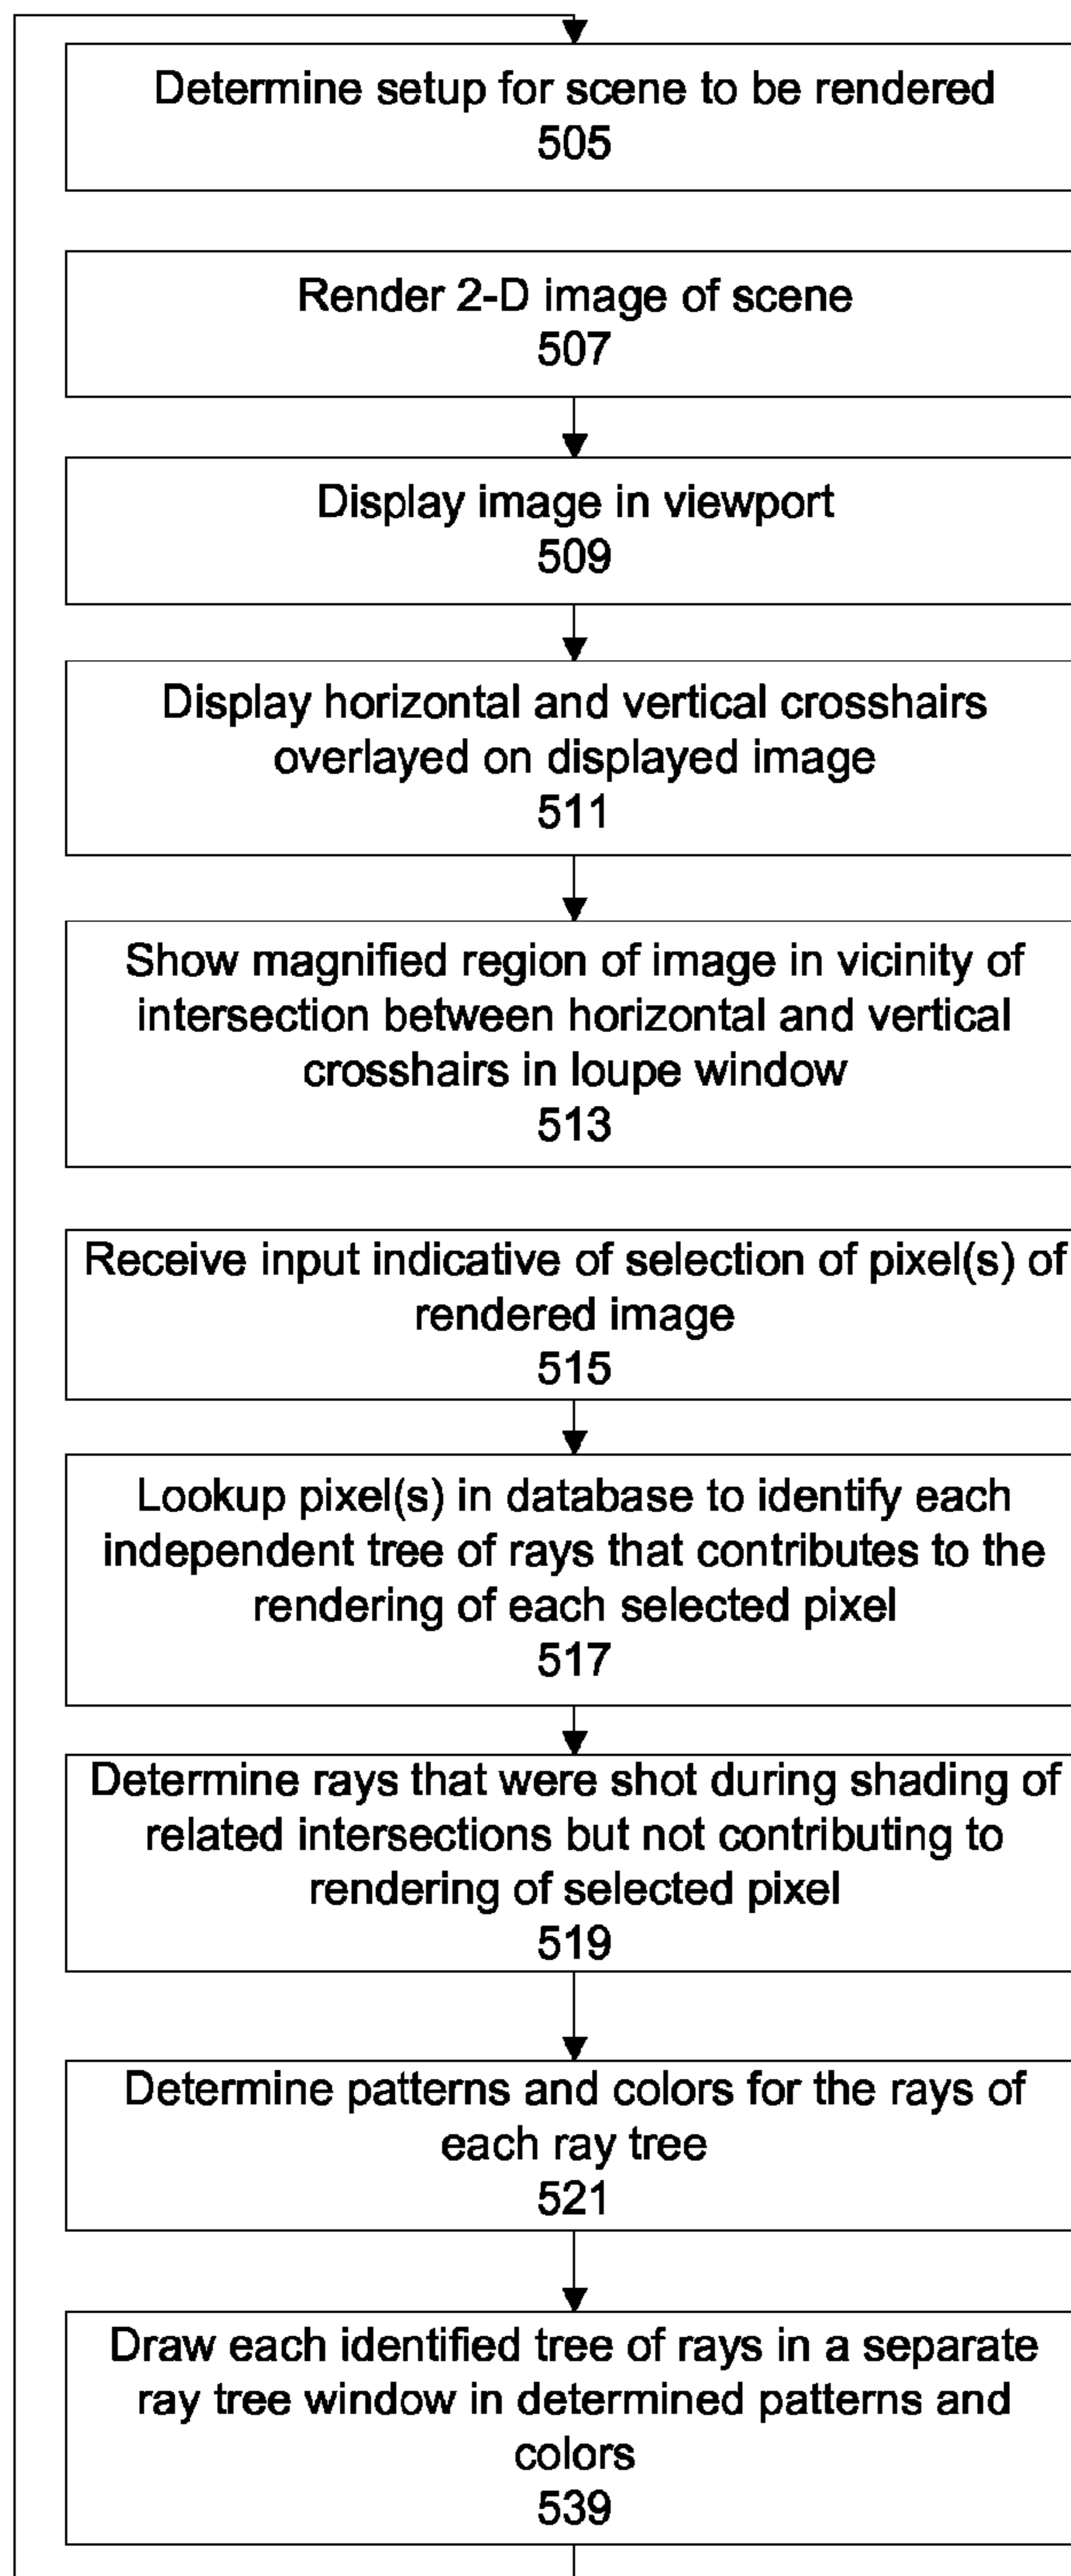 Determine setup for scene to be rendered
505
Render 2-D image of scene
507
Display image in viewport
509
Display horizontal and vertical crosshairs
overlayed on displayed image
511
Show magnified region of image in vicinity of
intersection between horizontal and vertical
crosshairs in loupe window
513
Receive input indicative of selection of pixel(s) of
rendered image
515
Lookup pixel(s) in database to identify each
independent tree of rays that contributes to the
rendering of each selected pixel
517
Determine rays that were shot during shading of
related intersections but not contributing to
rendering of selected pixel
519
Determine patterns and colors for the rays of
each ray tree
521
Draw each identified tree of rays in a separate
ray tree window in determined patterns and
colors
539